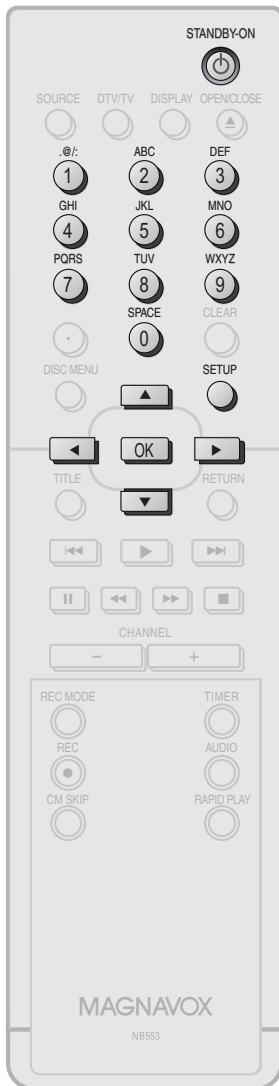 STANDBY-ON
SOURCE DTV/TV DISPLAY OPEN/CLOSE
.@/: ABC DEF
1 2 3
GHI JKL MNO
4 5 6
PQRS TUV WXYZ
7 8 9
SPACE CLEAR
0
DISC MENU SETUP
OK
TITLE RETURN
CHANNEL
− +
REC MODE TIMER
REC AUDIO
CM SKIP RAPID PLAY
MAGNAVOX
NB553